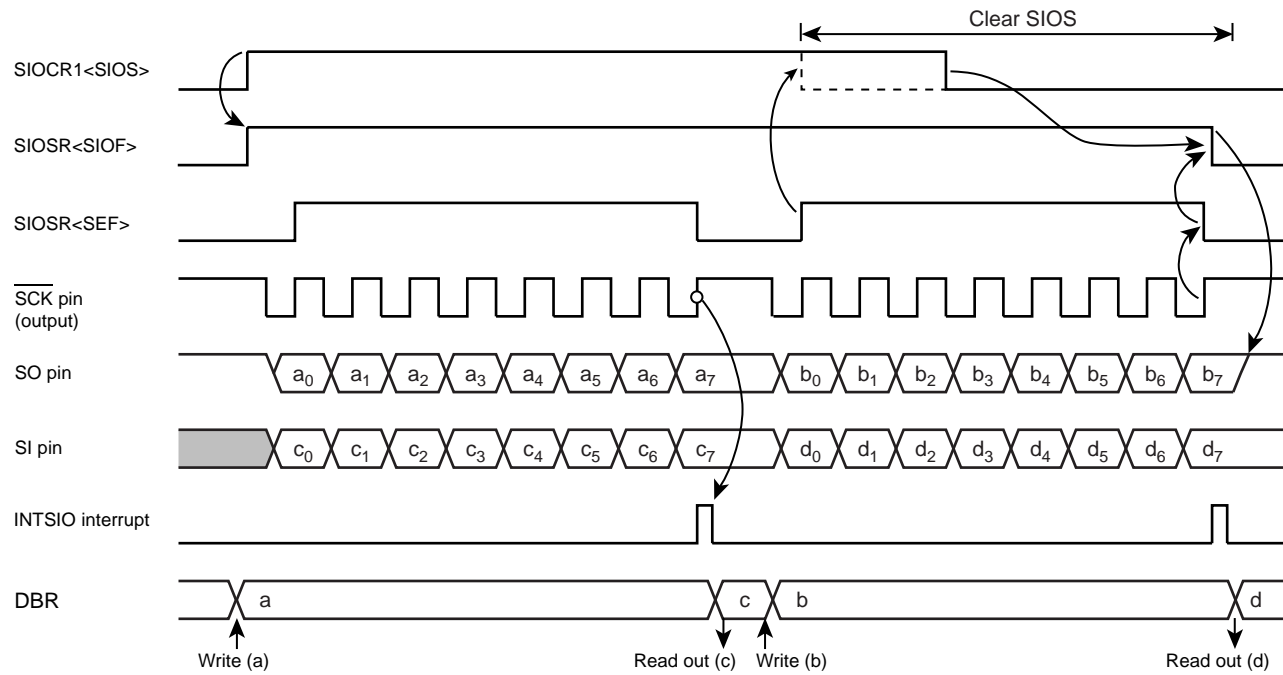 Clear SIOS
SIOCR1<SIOS>
SIOSR<SIOF>
SIOSR<SEF>
SCK pin
(output)
SO pin a0 a1 a2 a3 a4 a5 a6 a7 b0 b1 b2 b3 b4 b5 b6 b7
SI pin c0 c1 c2 c3 c4 c5 c6 c7 d0 d1 d2 d3 d4 d5 d6 d7
INTSIO interrupt
DBR a c b d
Write (a) Read out (c) Write (b) Read out (d)